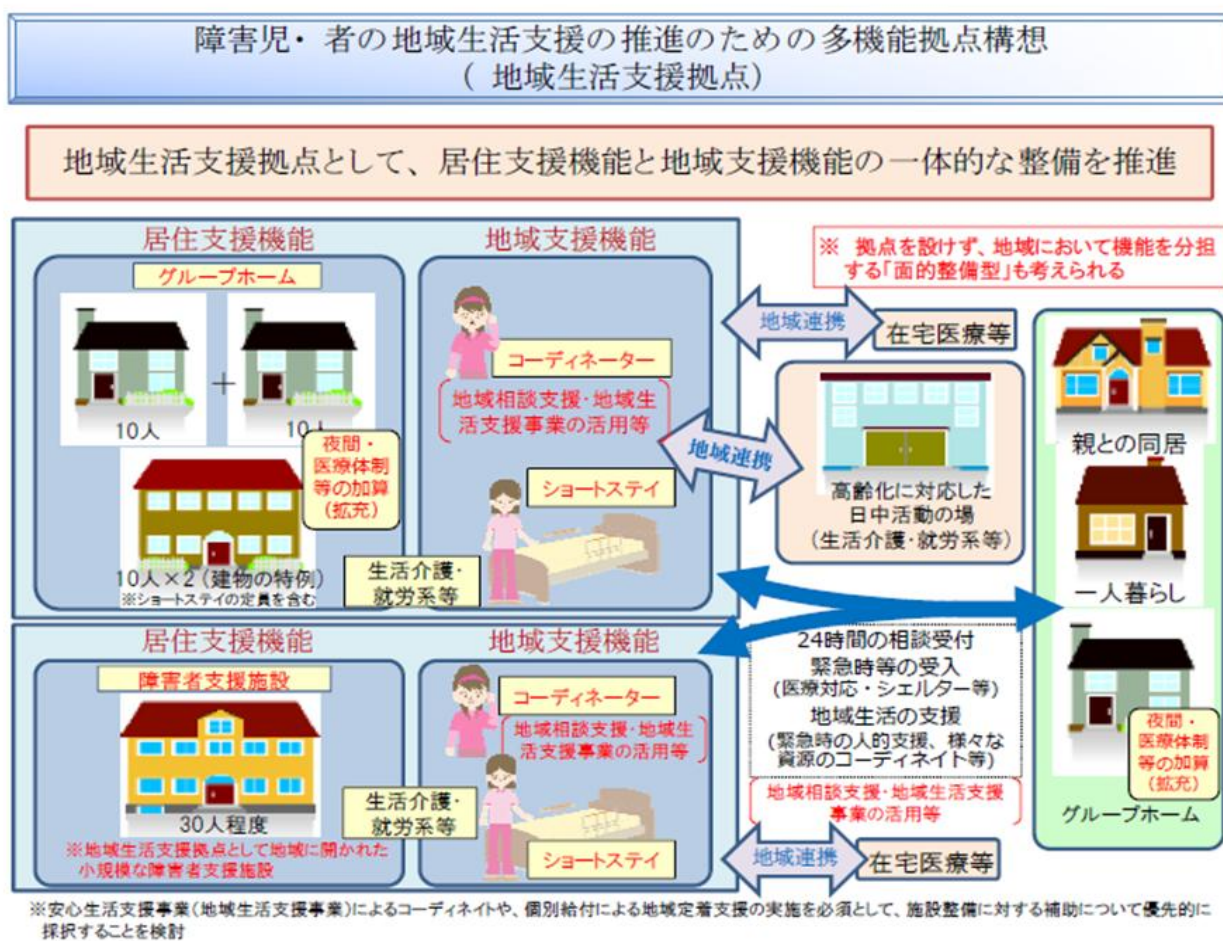 障害児・者の地域生活支援の推進のための多機能拠点構想
(地域生活支援拠点)
地域生活支援拠点として、居住支援機能と地域支援機能の一体的な整備を推進
居住支援機能
グループホーム
+
10人
10人
夜間・
医療体制
等の加算
(拡充)
10人×2(建物の特例)
※ショートステイの定員を含む
地域支援機能
コーディネーター
地域相談支援・地域生
活支援事業の活用等
ショートステイ
生活介護・
就労系等
地域連携
在宅医療等
地域連携
高齢化に対応した
日中活動の場
(生活介護・就労系等)
※ 拠点を設けず、地域において機能を分担
する「面的整備型」も考えられる
親との同居
一人暮らし
夜間・
医療体制
等の加算
(拡充)
グループホーム
居住支援機能
障害者支援施設
30人程度
※地域生活支援拠点として地域に開かれた
小規模な障害者支援施設
地域支援機能
コーディネーター
地域相談支援・地域生
活支援事業の活用等
生活介護・
就労系等
ショートステイ
24時間の相談受付
緊急時等の受入
(医療対応・シェルター等)
地域生活の支援
(緊急時の人的支援、様々な
資源のコーディネイト等)
地域相談支援・地域生活支援
事業の活用等
地域連携
在宅医療等
※安心生活支援事業(地域生活支援事業)によるコーディネイトや、個別給付による地域定着支援の実施を必須として、施設整備に対する補助について優先的に
採択することを検討